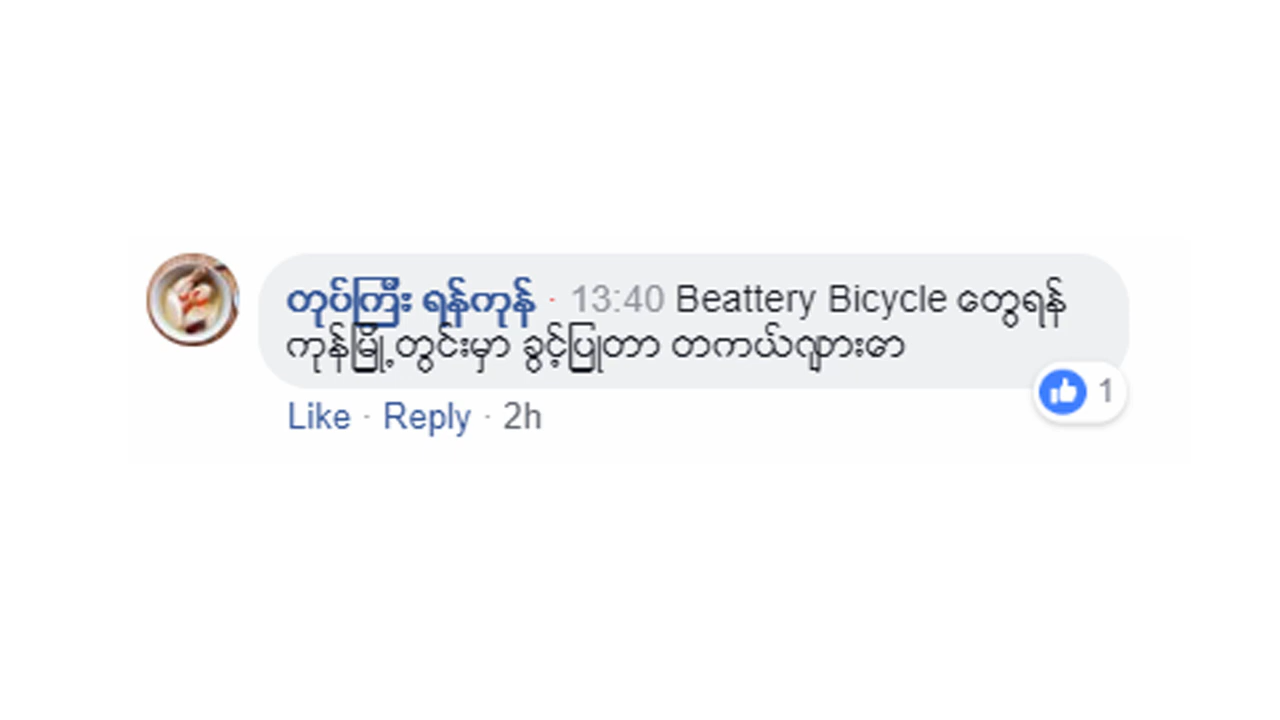 တုပ်ကြီး ရန်ကုန် · 13:40 Beattery Bicycle တွေရန်
ကုန်မြို့တွင်းမှာ ခွင့်ပြုတာ တကယ်ဂျားဗော
1
Like · Reply · 2h